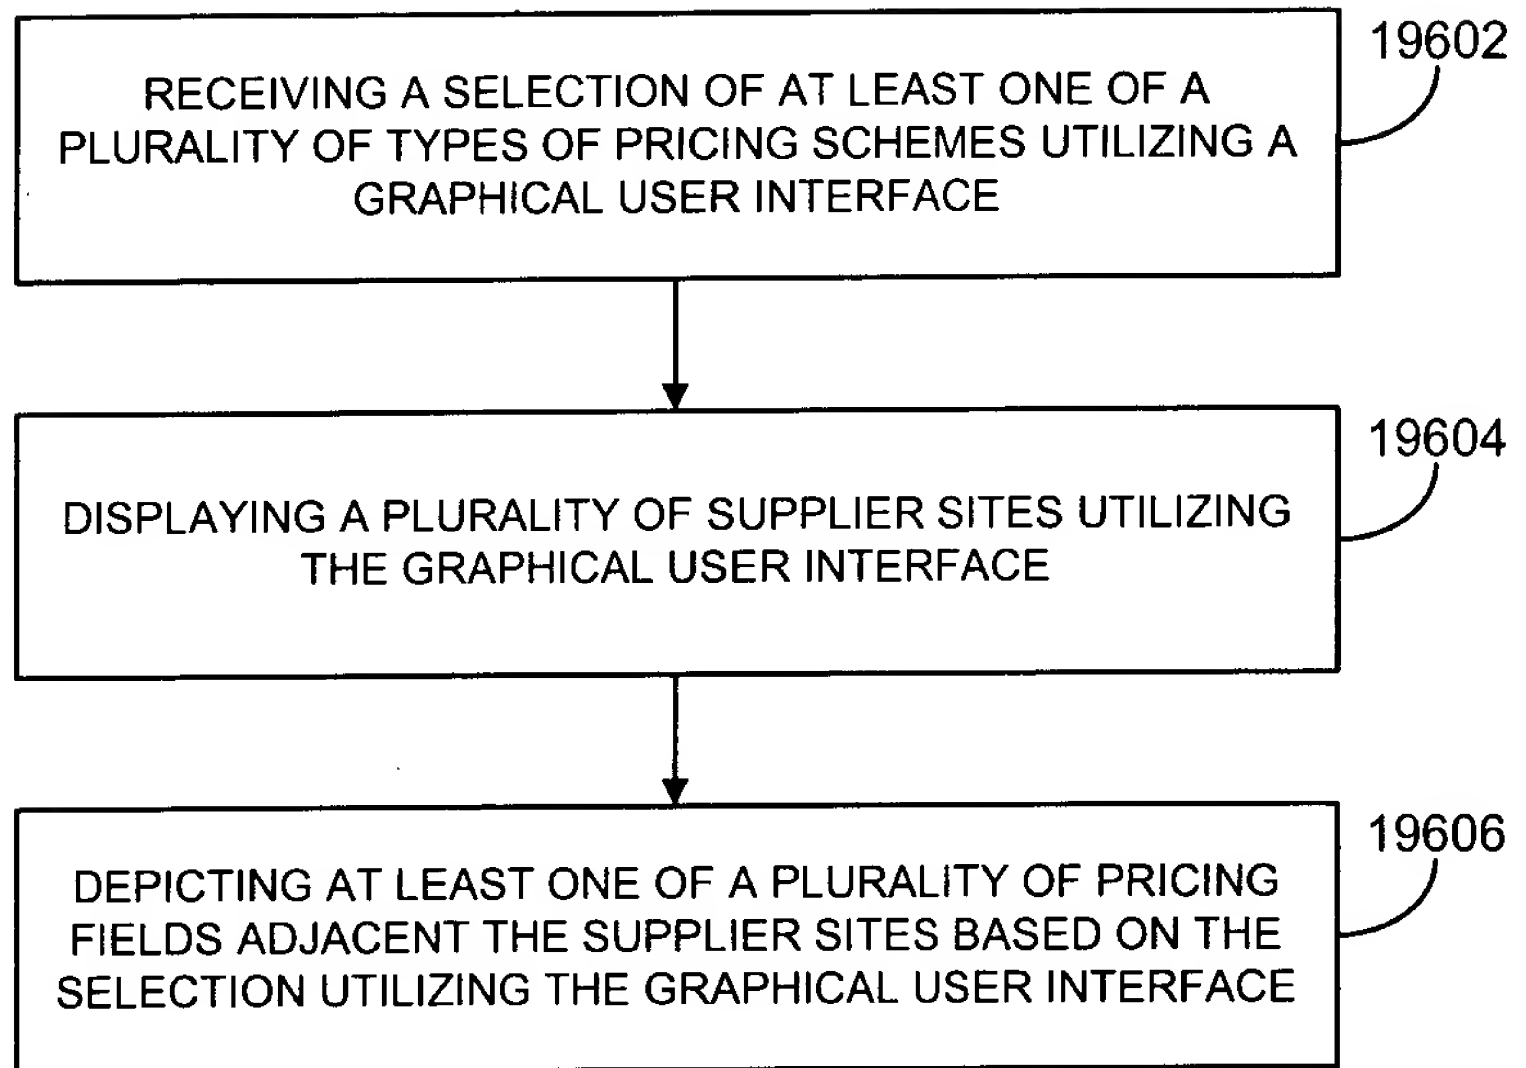 RECEIVING A SELECTION OF AT LEAST ONE OF A
PLURALITY OF TYPES OF PRICING SCHEMES UTILIZING A
GRAPHICAL USER INTERFACE
19602
DISPLAYING A PLURALITY OF SUPPLIER SITES UTILIZING
THE GRAPHICAL USER INTERFACE
19604
DEPICTING AT LEAST ONE OF A PLURALITY OF PRICING
FIELDS ADJACENT THE SUPPLIER SITES BASED ON THE
SELECTION UTILIZING THE GRAPHICAL USER INTERFACE
19606